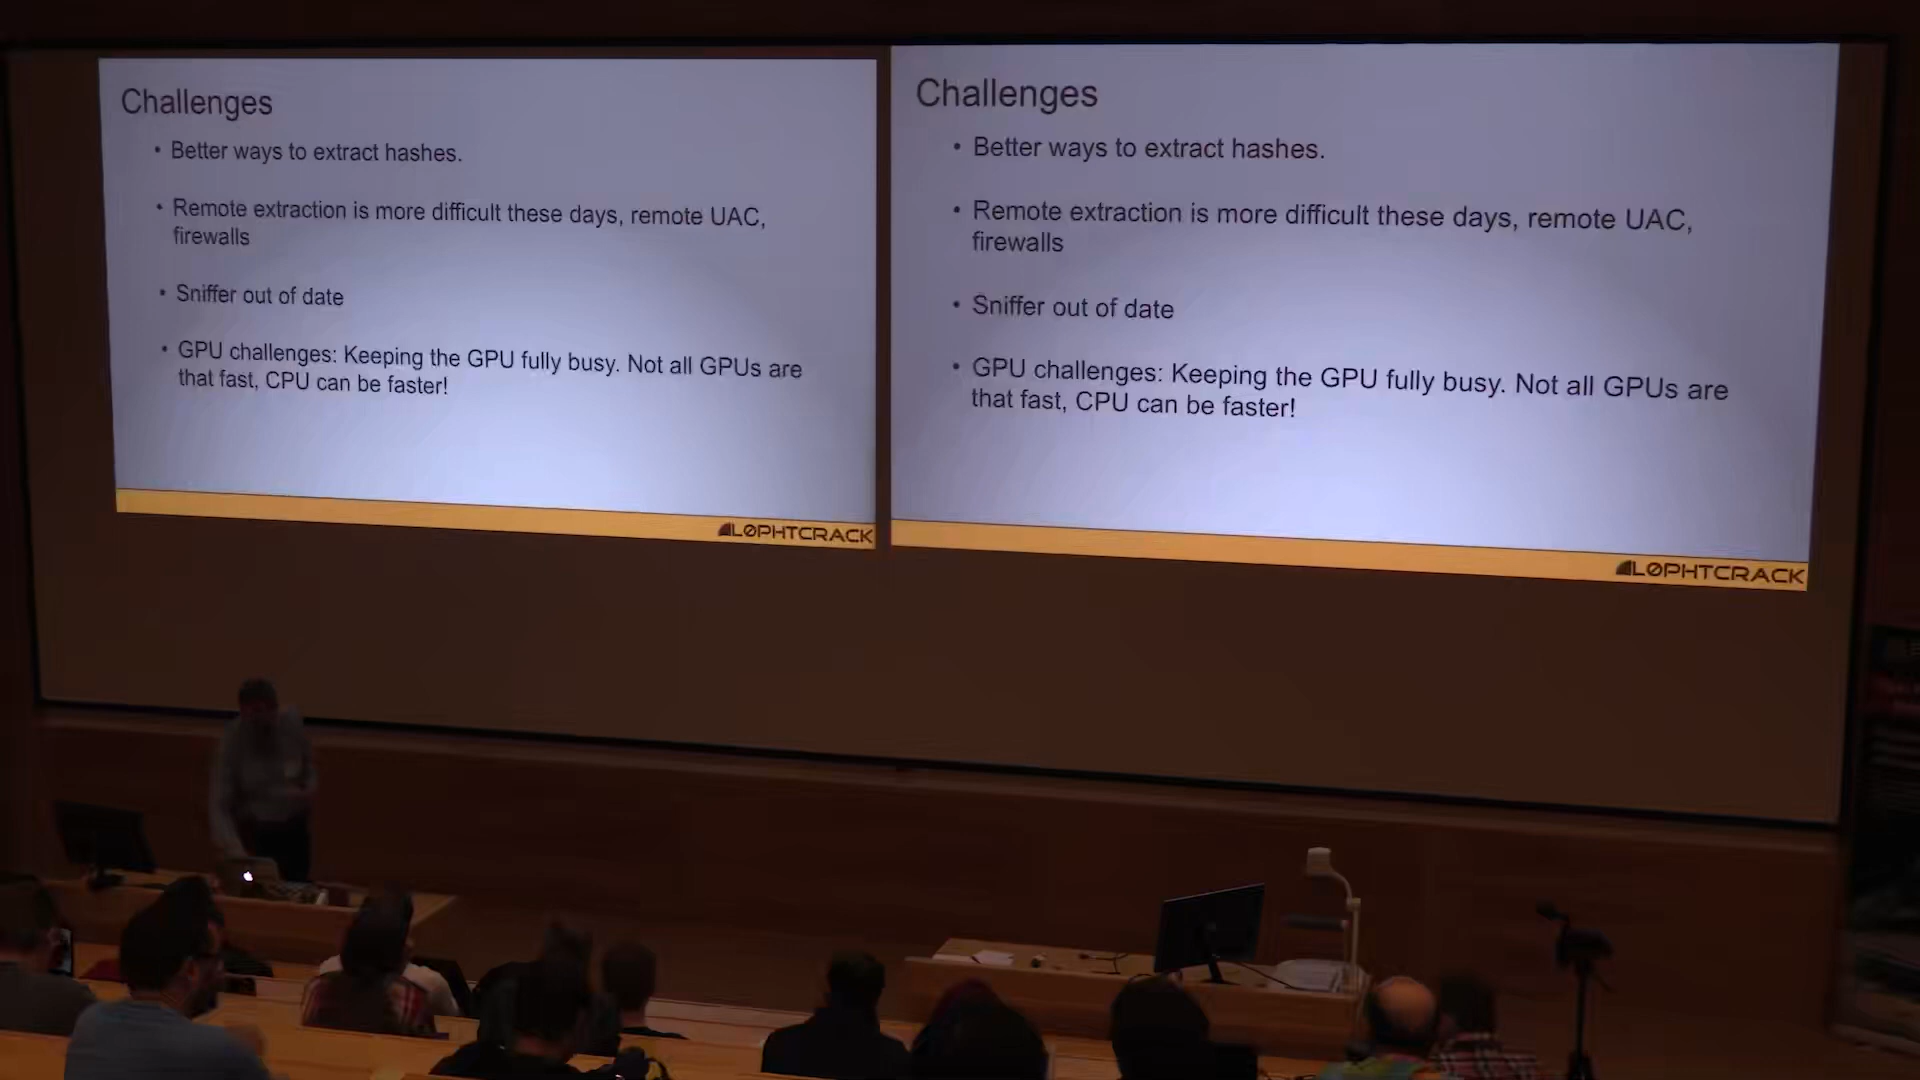 Challenges
• Better ways to extract hashes.
• Remote extraction is more difficult these days, remote UAC,
firewalls
• Sniffer out of date
• GPU challenges: Keeping the GPU fully busy. Not all GPUs are
that fast, CPU can be faster!
L0PHTCRACK
Challenges
• Better ways to extract hashes.
• Remote extraction is more difficult these days, remote UAC,
firewalls
• Sniffer out of date
• GPU challenges: Keeping the GPU fully busy. Not all GPUs are
that fast, CPU can be faster!
L0PHTCRACK